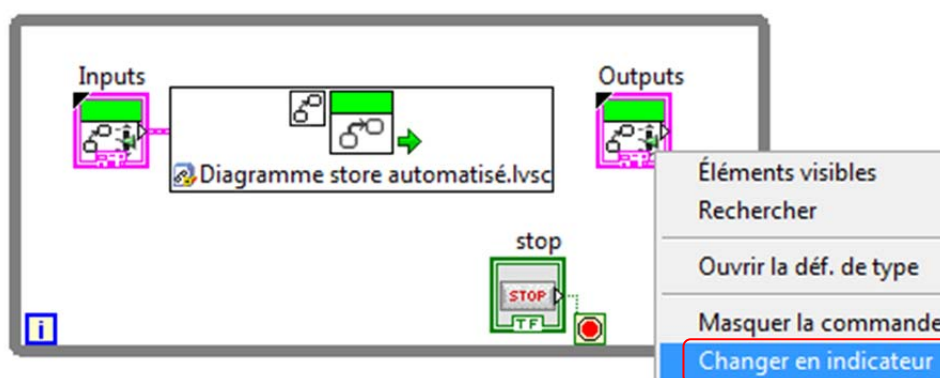 Inputs
Outputs
Diagramme store automatisé.lvsc
stop
STOP
TF
i
Éléments visibles
Rechercher
Ouvrir la déf. de type
Masquer la commande
Changer en indicateur